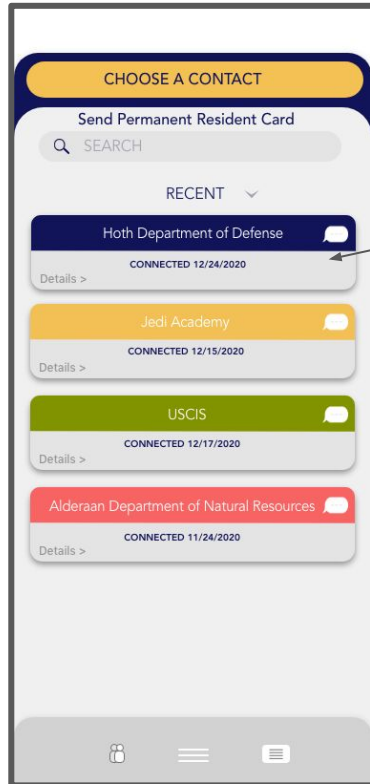 CHOOSE A CONTACT
Send Permanent Resident Card
SEARCH
RECENT
Hoth Department of Defense
CONNECTED 12/24/2020
Details >
Jedi Academy
CONNECTED 12/15/2020
Details >
USCIS
CONNECTED 12/17/2020
Details >
Alderaan Department of Natural Resources
CONNECTED 11/24/2020
Details >